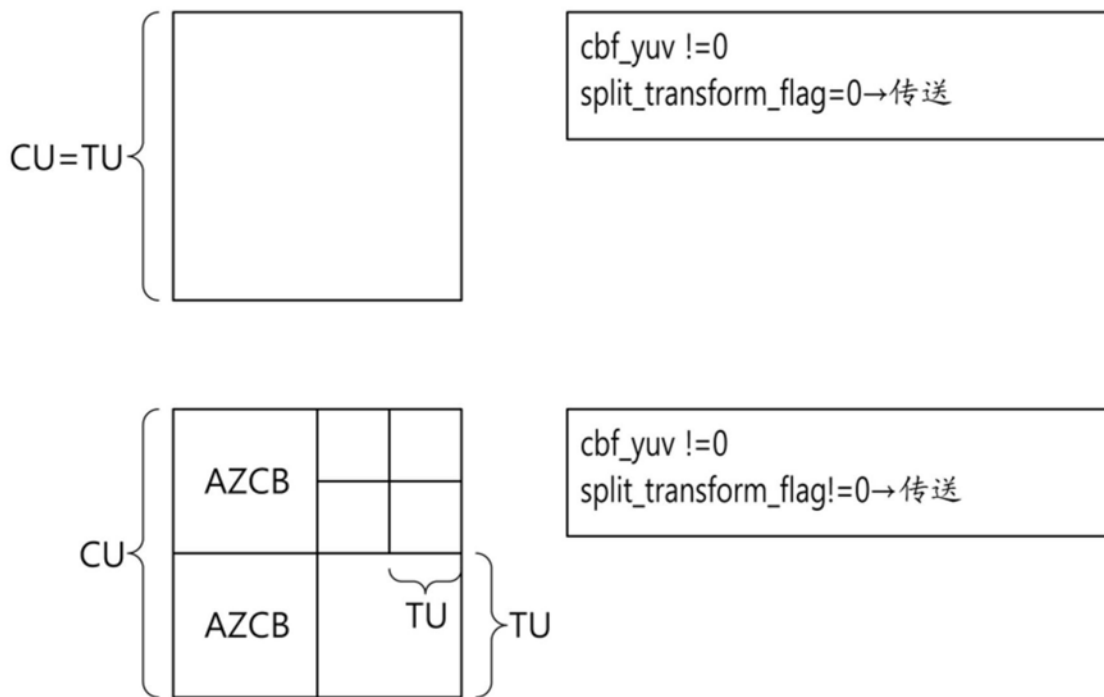 CU=TU
cbf_yuv !=0
split_transform_flag=0→传送
CU
AZCB
AZCB
TU
TU
cbf_yuv !=0
split_transform_flag!=0→传送